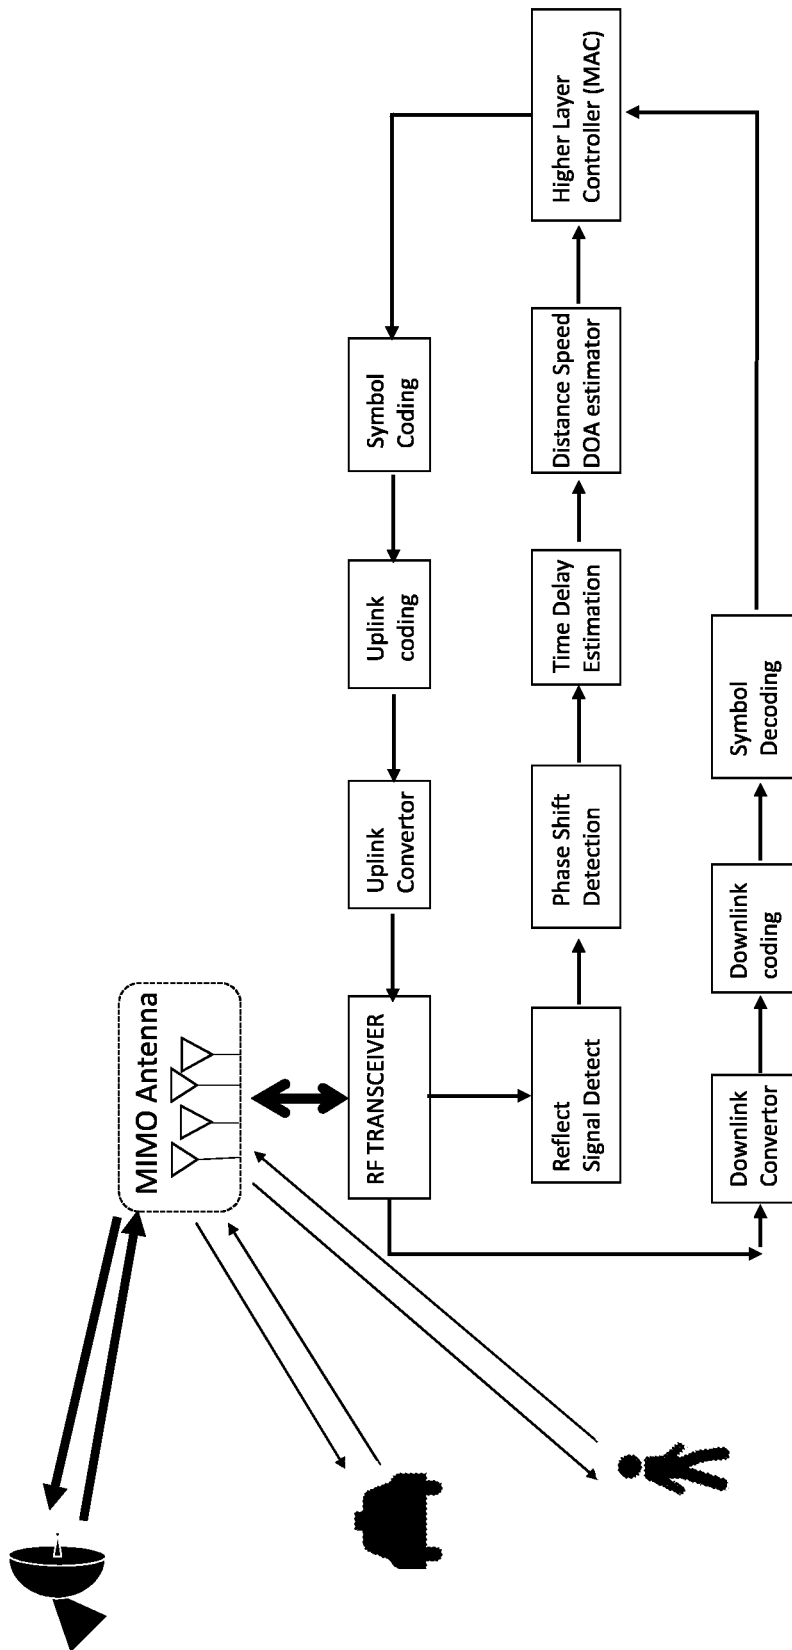 MIMO Antenna
RF TRANSCEIVER
Uplink
Convertor
Uplink
coding
Symbol
Coding
Reflect
Signal Detect
Phase Shift
Detection
Time Delay
Estimation
Distance Speed
DOA estimator
Higher Layer
Controller (MAC)
Downlink
Convertor
Downlink
coding
Symbol
Decoding